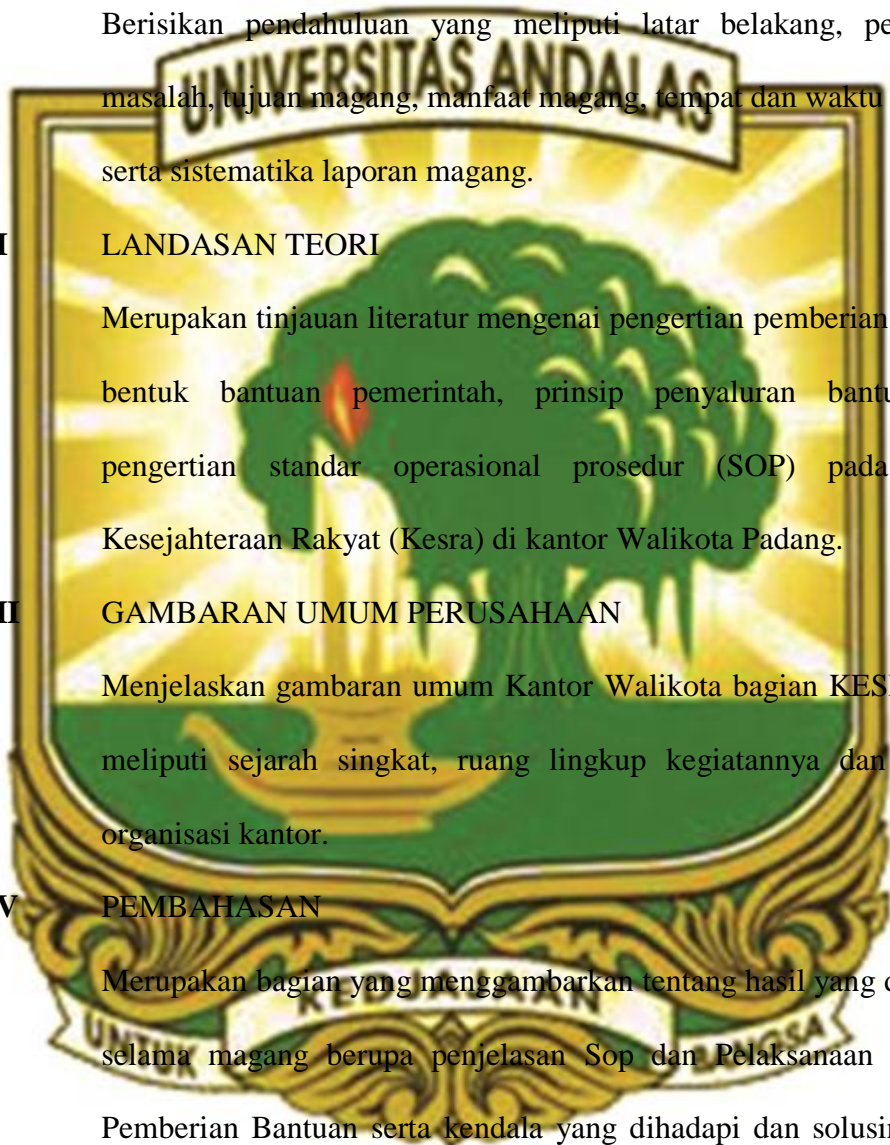 Berisikan pendahuluan yang meliputi latar belakang,
UNIVERSITAS ANDALAS
masalah, tujuan magang, manfaat magang, tempat dan waktu
serta sistematika laporan magang.
LANDASAN TEORI
Merupakan tinjauan literatur mengenai pengertian pemberian
bentuk bantuan pemerintah, prinsip penyaluran
pengertian standar operasional prosedur (SOP) pada
Kesejahteraan Rakyat (Kesra) di kantor Walikota Padang.
GAMBARAN UMUM PERUSAHAAN
Menjelaskan gambaran umum Kantor Walikota bagian
meliputi sejarah singkat, ruang lingkup kegiatannya dan
organisasi kantor.
V PEMBAHASAN
Merupakan bagian yang menggambarkan tentang hasil yang
UNTUK KEDJAJAAN BANGSA
selama magang berupa penjelasan Sop dan Pelaksanaan
Pemberian Bantuan serta kendala yang dihadapi dan